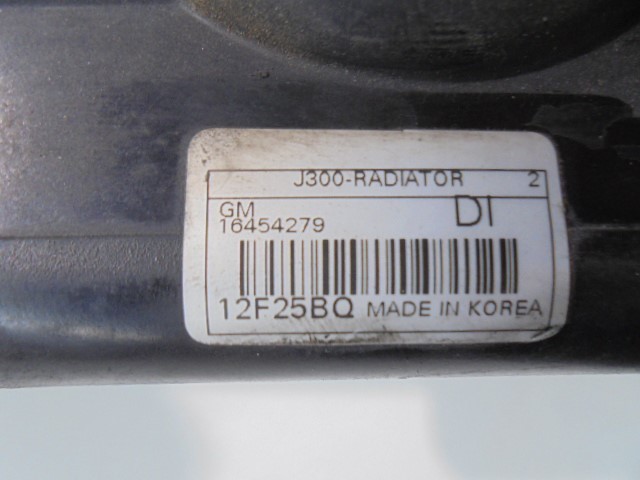 J300-RADIATOR 2
GM DI
16454279
12F25BQ MADE IN KOREA